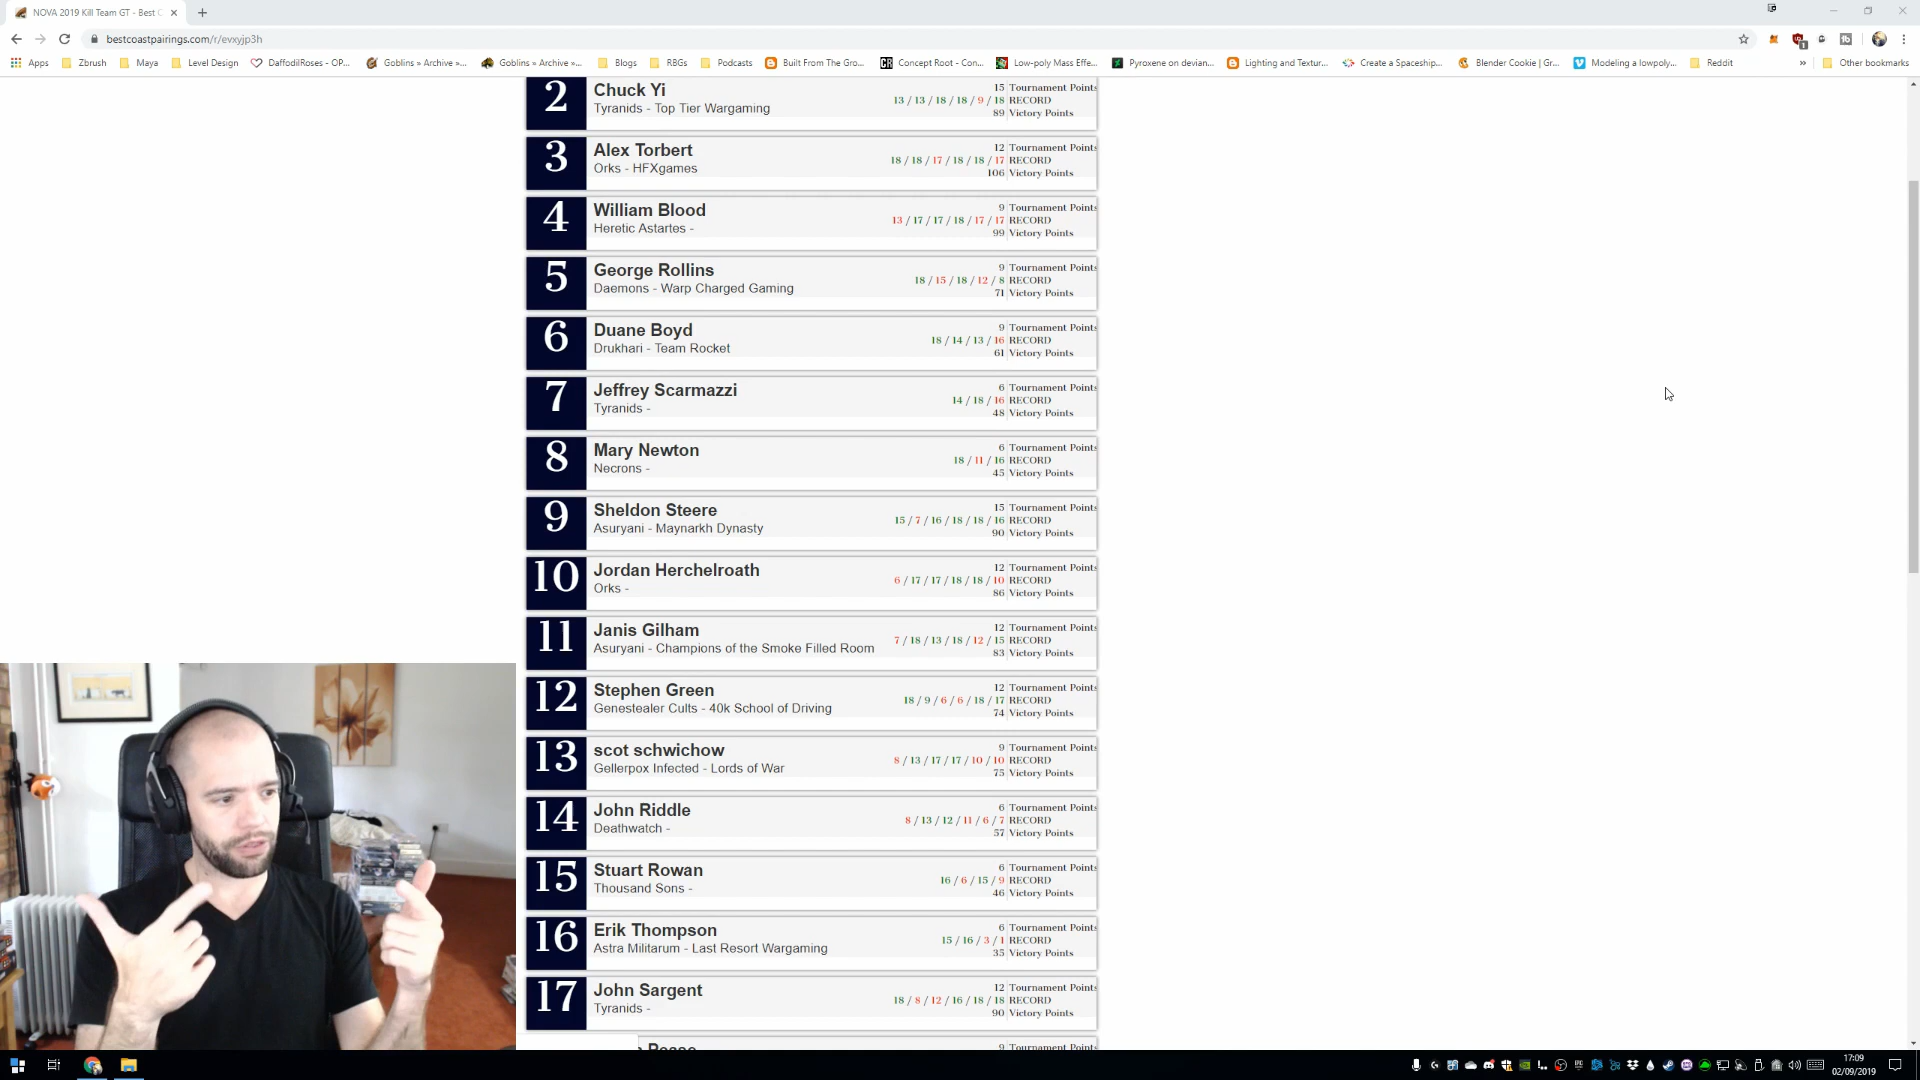 NOVA 2019 Kill Team GT - Best C
bestcoastpairings.com/r/evxyjp3h
Apps Zbrush Maya Level Design DaffodilRoses - OP... Goblins » Archive »... Goblins » Archive »... Blogs RBGs Podcasts Built From The Gro... Concept Root - Con... Low-poly Mass Effe... Pyroxene on devian... Lighting and Textur... Create a Spaceship... Blender Cookie | Gr... Modeling a lowpoly... Reddit » Other bookmarks
2 Chuck Yi 15 Tournament Points
13 / 13 / 18 / 18 / 9 / 18 RECORD
Tyranids - Top Tier Wargaming 89 Victory Points
3 Alex Torbert 12 Tournament Points
18 / 18 / 17 / 18 / 18 / 17 RECORD
Orks - HFXgames 106 Victory Points
4 William Blood 9 Tournament Points
13 / 17 / 17 / 18 / 17 / 17 RECORD
Heretic Astartes - 99 Victory Points
5 George Rollins 9 Tournament Points
18 / 15 / 18 / 12 / 8 RECORD
Daemons - Warp Charged Gaming 71 Victory Points
6 Duane Boyd 9 Tournament Points
18 / 14 / 13 / 16 RECORD
Drukhari - Team Rocket 61 Victory Points
7 Jeffrey Scarmazzi 6 Tournament Points
14 / 18 / 16 RECORD
Tyranids - 48 Victory Points
8 Mary Newton 6 Tournament Points
18 / 11 / 16 RECORD
Necrons - 45 Victory Points
9 Sheldon Steere 15 Tournament Points
15 / 7 / 16 / 18 / 18 / 16 RECORD
Asuryani - Maynarkh Dynasty 90 Victory Points
10 Jordan Herchelroath 12 Tournament Points
6 / 17 / 17 / 18 / 18 / 10 RECORD
Orks - 86 Victory Points
11 Janis Gilham 12 Tournament Points
7 / 18 / 13 / 18 / 12 / 15 RECORD
Asuryani - Champions of the Smoke Filled Room 83 Victory Points
12 Stephen Green 12 Tournament Points
18 / 9 / 6 / 6 / 18 / 17 RECORD
Genestealer Cults - 40k School of Driving 74 Victory Points
13 scot schwichow 9 Tournament Points
8 / 13 / 17 / 17 / 10 / 10 RECORD
Gellerpox Infected - Lords of War 75 Victory Points
14 John Riddle 6 Tournament Points
8 / 13 / 12 / 11 / 6 / 7 RECORD
Deathwatch - 57 Victory Points
15 Stuart Rowan 6 Tournament Points
16 / 6 / 15 / 9 RECORD
Thousand Sons - 46 Victory Points
16 Erik Thompson 6 Tournament Points
15 / 16 / 3 / 1 RECORD
Astra Militarum - Last Resort Wargaming 35 Victory Points
17 John Sargent 12 Tournament Points
18 / 8 / 12 / 16 / 18 / 18 RECORD
Tyranids - 90 Victory Points
9 Tournament Points
17:09
02/09/2019